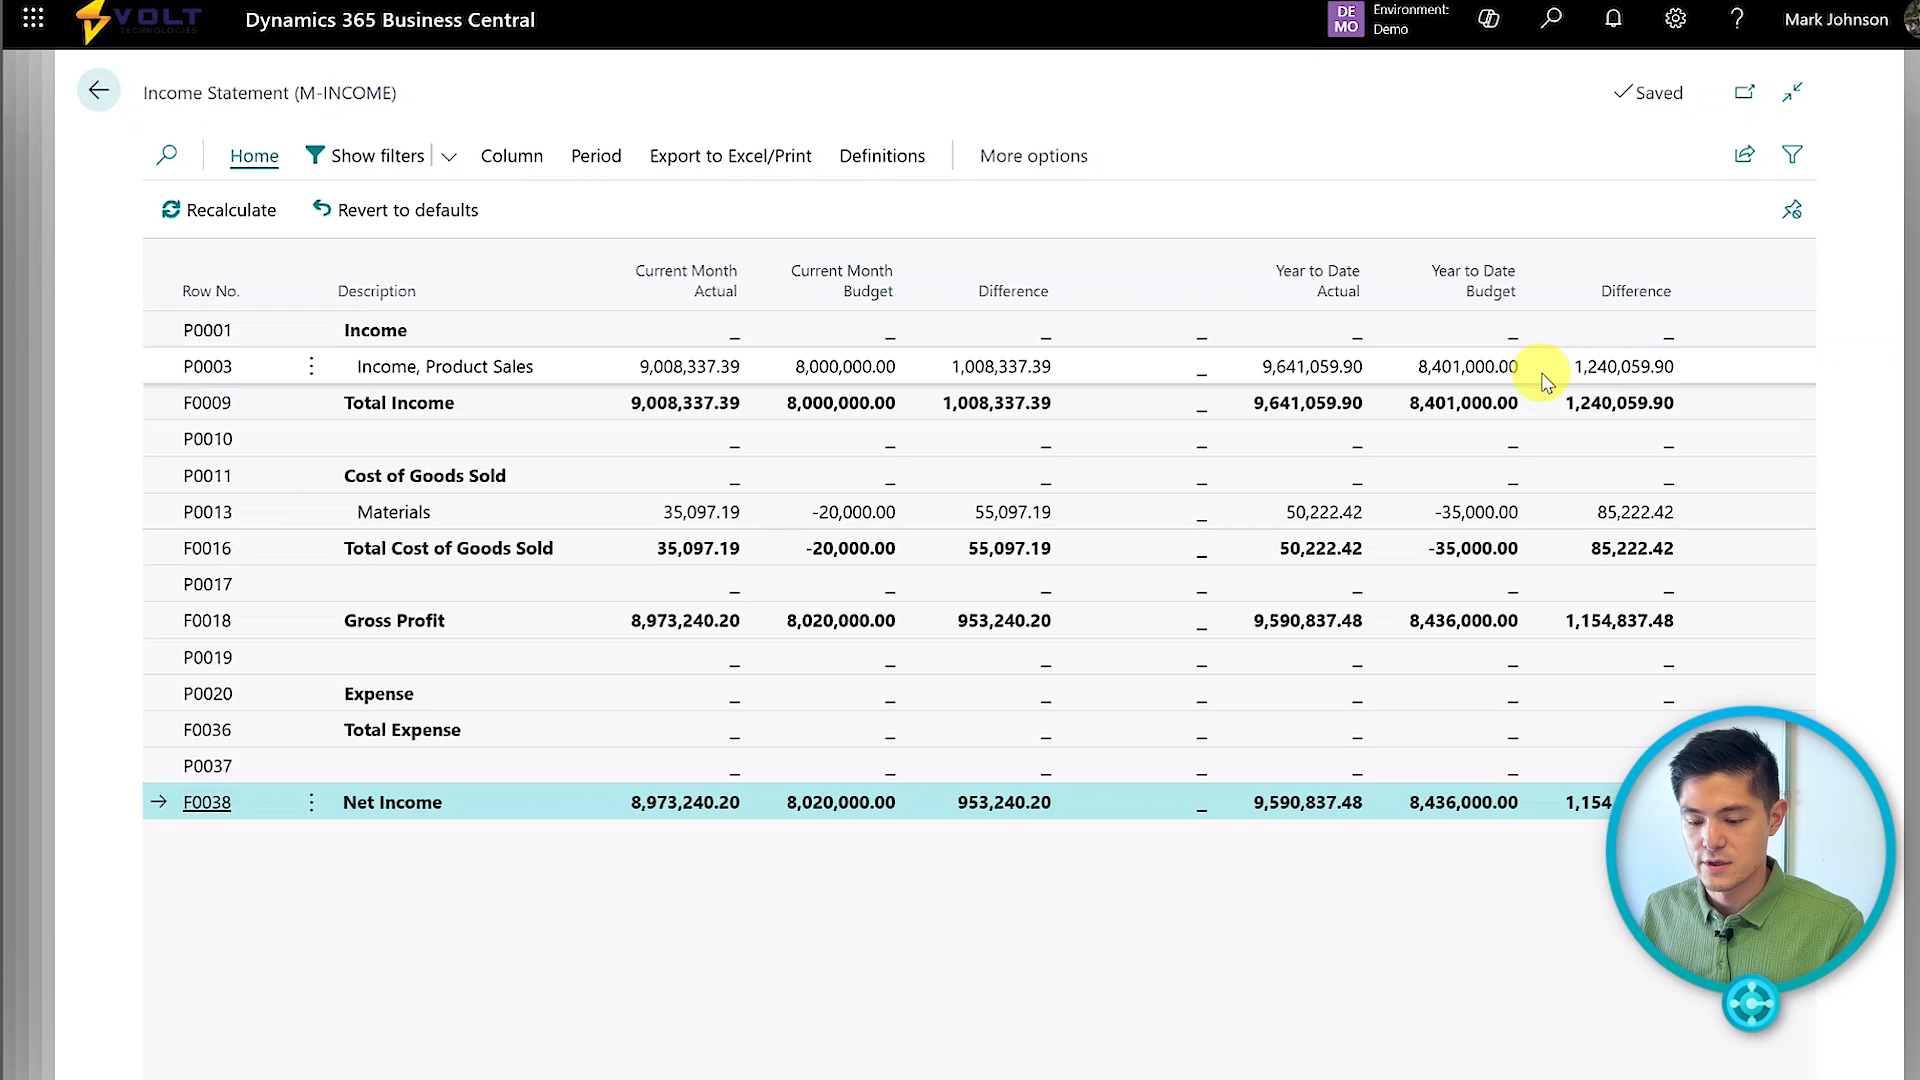 VOLT
TECHNOLOGIES
Dynamics 365 Business Central
DE
MO
Environment:
Demo
Mark Johnson
Income Statement (M-INCOME)
Saved
Home
Show filters
Column
Period
Export to Excel/Print
Definitions
More options
Recalculate
Revert to defaults
Row No. Description Current Month Actual Current Month Budget Difference Year to Date Actual Year to Date Budget Difference
P0001 Income _ _ _ _ _ _ _
P0003 Income, Product Sales 9,008,337.39 8,000,000.00 1,008,337.39 _ 9,641,059.90 8,401,000.00 1,240,059.90
F0009 Total Income 9,008,337.39 8,000,000.00 1,008,337.39 _ 9,641,059.90 8,401,000.00 1,240,059.90
P0010 _ _ _ _ _ _ _
P0011 Cost of Goods Sold _ _ _ _ _ _ _
P0013 Materials 35,097.19 -20,000.00 55,097.19 _ 50,222.42 -35,000.00 85,222.42
F0016 Total Cost of Goods Sold 35,097.19 -20,000.00 55,097.19 _ 50,222.42 -35,000.00 85,222.42
P0017 _ _ _ _ _ _ _
F0018 Gross Profit 8,973,240.20 8,020,000.00 953,240.20 _ 9,590,837.48 8,436,000.00 1,154,837.48
P0019 _ _ _ _ _ _ _
P0020 Expense _ _ _ _ _ _ _
F0036 Total Expense _ _ _ _ _ _
P0037 _ _ _ _ _ _
F0038 Net Income 8,973,240.20 8,020,000.00 953,240.20 _ 9,590,837.48 8,436,000.00 1,154